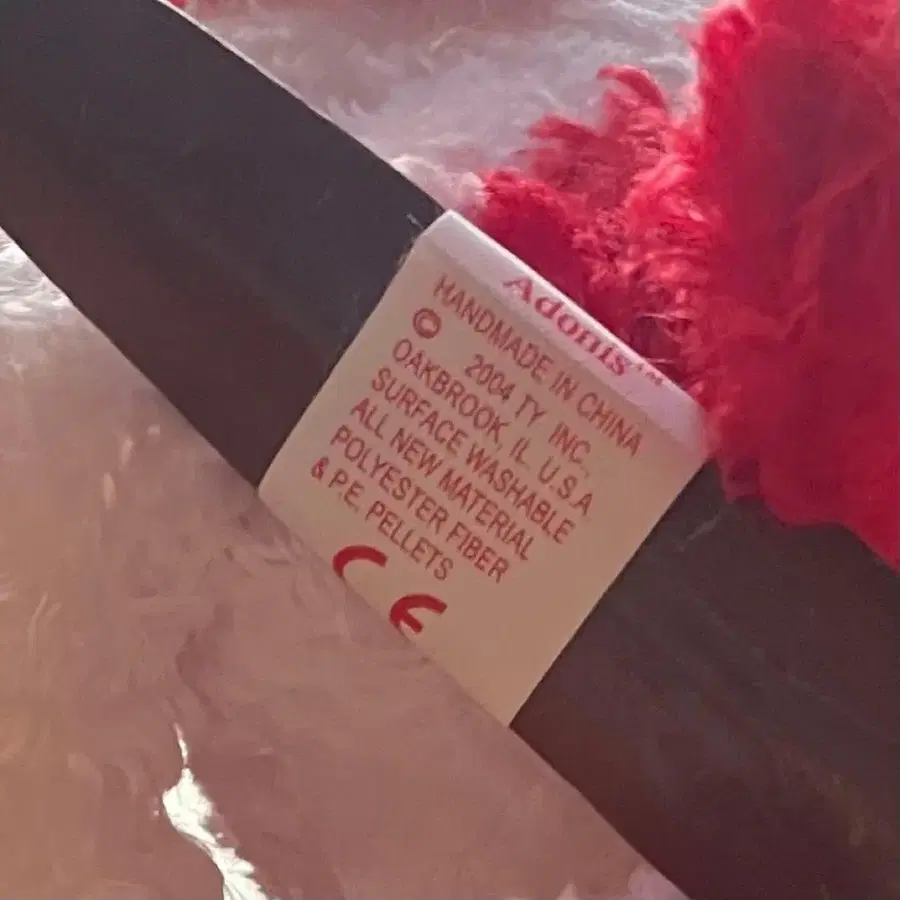 Adonis™
HANDMADE IN CHINA
© 2004 TY INC.,
OAKBROOK, IL. U.S.A
SURFACE WASHABLE
ALL NEW MATERIAL
POLYESTER FIBER
& P.E. PELLETS
CE